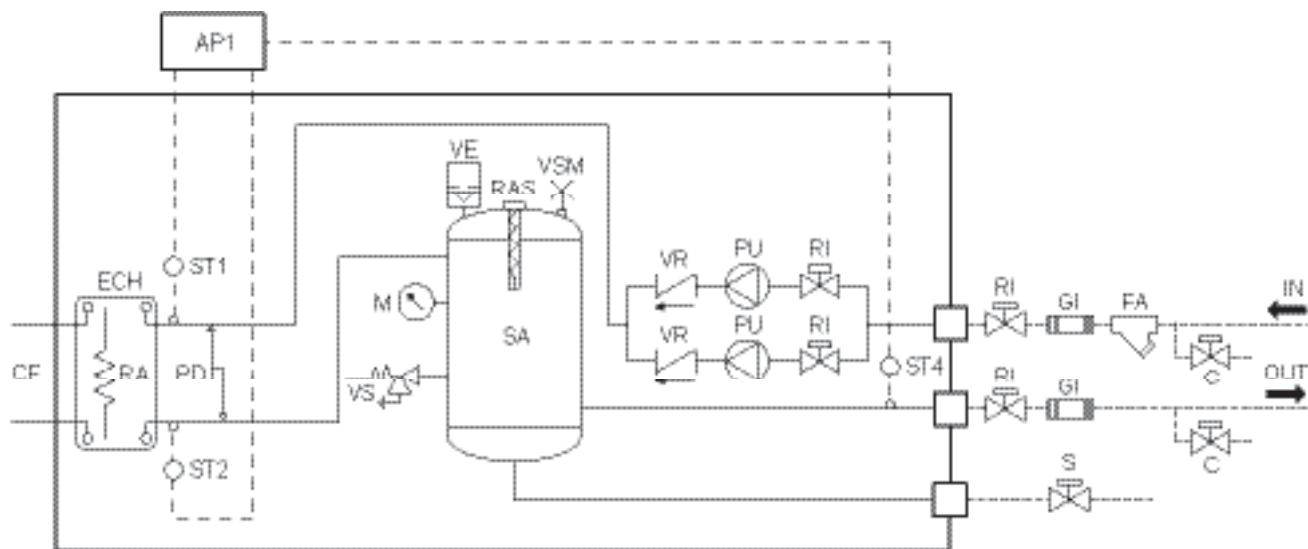 AP1
VE
VSM
RAS
ST1
ECH
VR
PU
RI
M
SA
RI
GI
FA
IN
VR
PU
RI
CF
RA
PD
VS
ST4
C
RI
GI
OUT
ST2
C
S